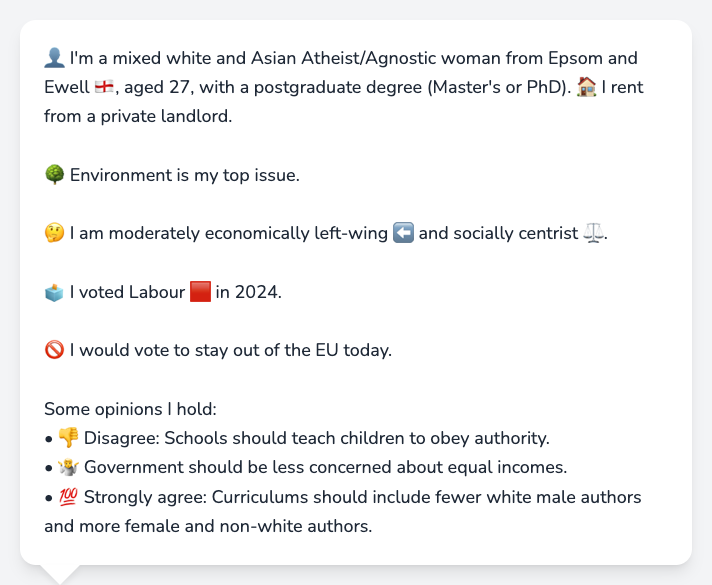 👤 I'm a mixed white and Asian Atheist/Agnostic woman from Epsom and
Ewell 🏴󠁧󠁢󠁥󠁮󠁧󠁿, aged 27, with a postgraduate degree (Master's or PhD). 🏠 I rent
from a private landlord.
🌳 Environment is my top issue.
🤔 I am moderately economically left-wing ⬅️ and socially centrist ⚖️.
🗳️ I voted Labour 🟥 in 2024.
🚫 I would vote to stay out of the EU today.
Some opinions I hold:
• 👎 Disagree: Schools should teach children to obey authority.
• 🤷 Government should be less concerned about equal incomes.
• 💯 Strongly agree: Curriculums should include fewer white male authors
and more female and non-white authors.